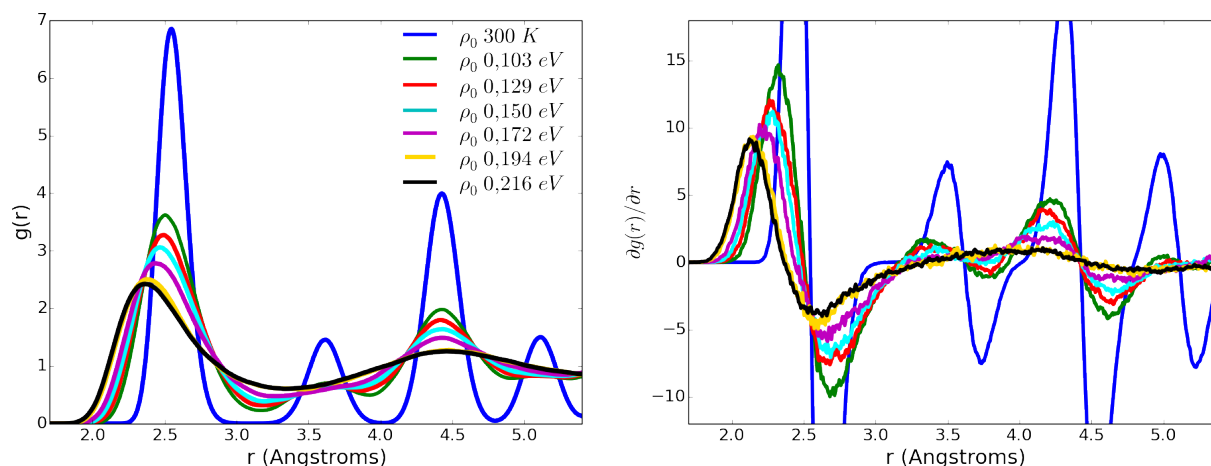 7
6
5
4
3
2
1
0
g(r)
2.0 2.5 3.0 3.5 4.0 4.5 5.0
r (Angstroms)
ρ₀ 300 K
ρ₀ 0,103 eV
ρ₀ 0,129 eV
ρ₀ 0,150 eV
ρ₀ 0,172 eV
ρ₀ 0,194 eV
ρ₀ 0,216 eV
15
10
5
0
−5
−10
∂g(r)/∂r
2.0 2.5 3.0 3.5 4.0 4.5 5.0
r (Angstroms)